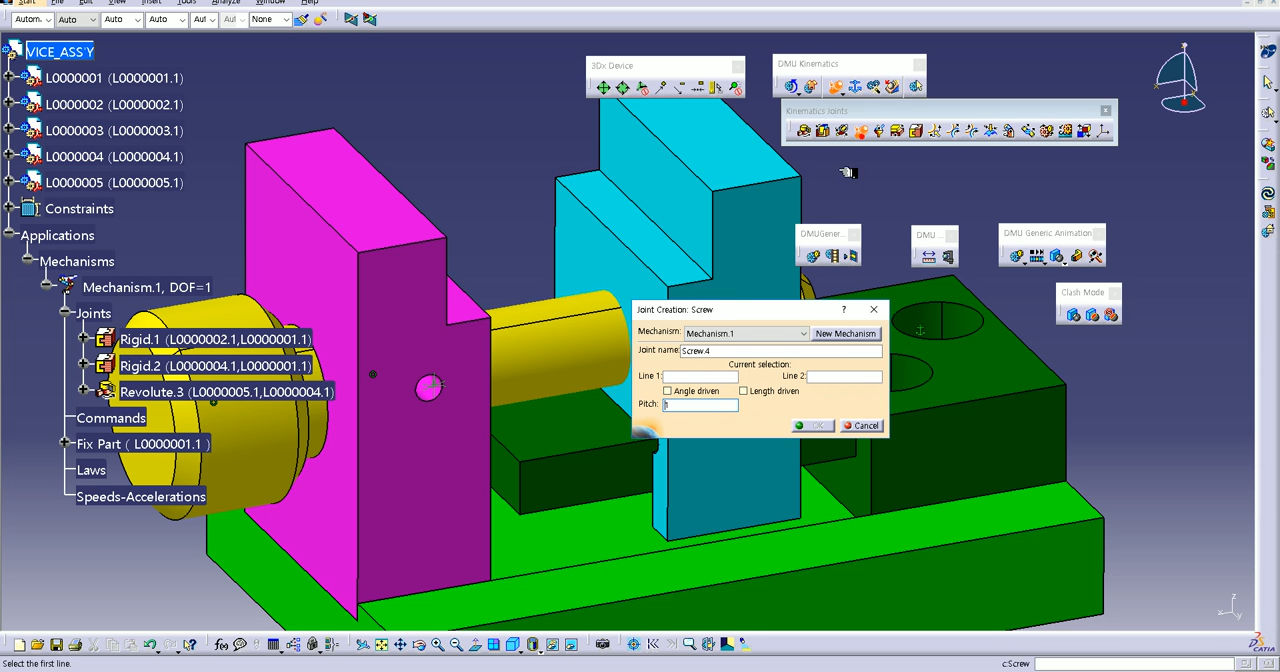 Start File Edit View Insert Tools Analyze Window Help
Autom. Auto Auto Auto Aut Aut None
VICE_ASS'Y
L0000001 (L0000001.1)
L0000002 (L0000002.1)
L0000003 (L0000003.1)
L0000004 (L0000004.1)
L0000005 (L0000005.1)
Constraints
Applications
Mechanisms
Mechanism.1, DOF=1
Joints
Rigid.1 (L0000002.1,L0000001.1)
Rigid.2 (L0000004.1,L0000001.1)
Revolute.3 (L0000005.1,L0000004.1)
Commands
Fix Part ( L0000001.1 )
Laws
Speeds-Accelerations
3Dx Device
DMU Kinematics
Kinematics Joints
DMUGener...
DMU ...
DMU Generic Animation
Clash Mode
Joint Creation: Screw ?
Mechanism: Mechanism.1 New Mechanism
Joint name: Screw.4
Current selection:
Line 1: Line 2:
Angle driven Length driven
Pitch: 1
OK Cancel
Select the first line.
c:Screw
CATIA